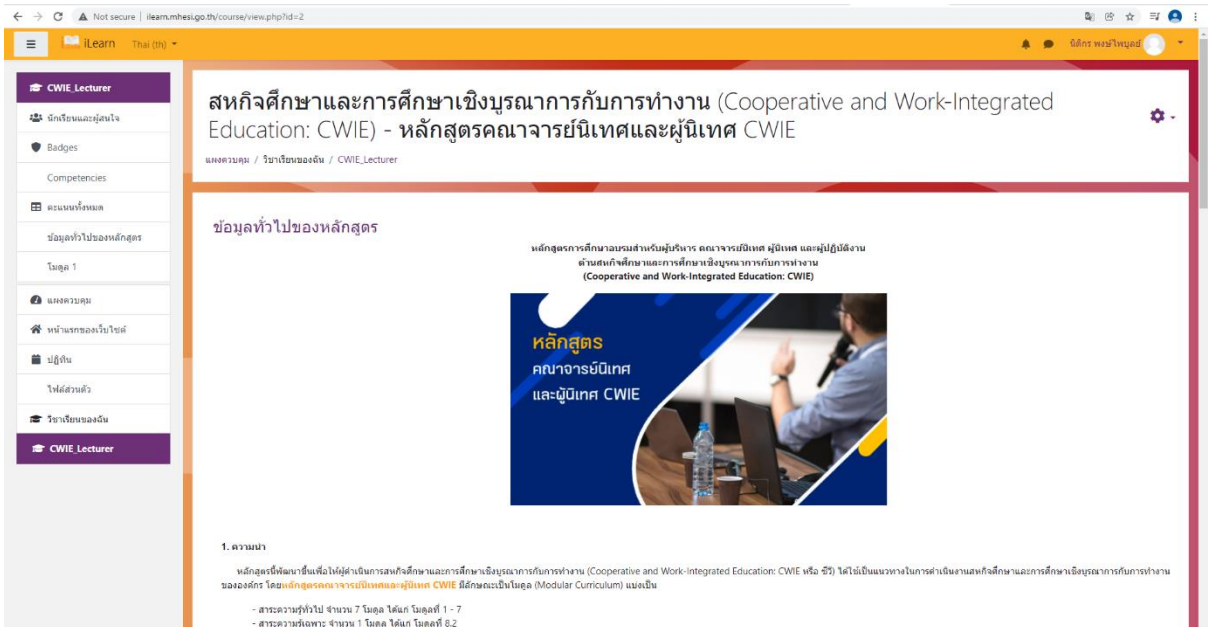 Not secure | ilearn.mhesi.go.th/course/view.php?id=2
iLearn Thai (th)
นิติกร พงษ์ไพบูลย์
CWIE_Lecturer
นักเรียนและผู้สนใจ
Badges
Competencies
คะแนนทั้งหมด
ข้อมูลทั่วไปของหลักสูตร
โมดูล 1
แผงควบคุม
หน้าแรกของเว็บไซต์
ปฏิทิน
ไฟล์ส่วนตัว
วิชาเรียนของฉัน
CWIE_Lecturer
สหกิจศึกษาและการศึกษาเชิงบูรณาการกับการทำงาน (Cooperative and Work-Integrated
Education: CWIE) - หลักสูตรคณาจารย์นิเทศและผู้นิเทศ CWIE
แผงควบคุม / วิชาเรียนของฉัน / CWIE_Lecturer
ข้อมูลทั่วไปของหลักสูตร
หลักสูตรการศึกษาอบรมสำหรับผู้บริหาร คณาจารย์นิเทศ ผู้นิเทศ และผู้ปฏิบัติงาน
ด้านสหกิจศึกษาและการศึกษาเชิงบูรณาการกับการทำงาน
(Cooperative and Work-Integrated Education: CWIE)
หลักสูตร
คณาจารย์นิเทศ
และผู้นิเทศ CWIE
1. ความนำ
หลักสูตรนี้พัฒนาขึ้นเพื่อให้ผู้ดำเนินการสหกิจศึกษาและการศึกษาเชิงบูรณาการกับการทำงาน (Cooperative and Work-Integrated Education: CWIE หรือ ซีวี) ได้ใช้เป็นแนวทางในการดำเนินงานสหกิจศึกษาและการศึกษาเชิงบูรณาการกับการทำงาน
ขององค์กร โดยหลักสูตรคณาจารย์นิเทศและผู้นิเทศ CWIE มีลักษณะเป็นโมดูล (Modular Curriculum) แบ่งเป็น
- สาระความรู้ทั่วไป จำนวน 7 โมดูล ได้แก่ โมดูลที่ 1 - 7
- สาระความรู้เฉพาะ จำนวน 1 โมดูล ได้แก่ โมดูลที่ 8.2